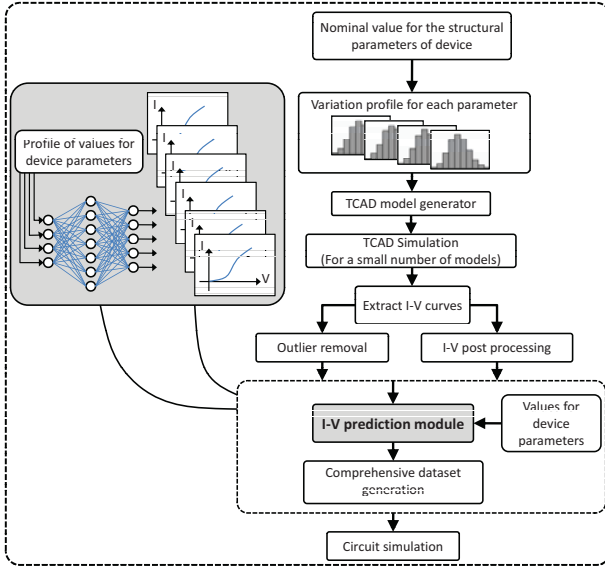 Nominal value for the structural
parameters of device
Variation profile for each parameter
TCAD model generator
TCAD Simulation
(For a small number of models)
Extract I-V curves
Outlier removal
I-V post processing
I-V prediction module
Values for
device
parameters
Comprehensive dataset
generation
Circuit simulation
Profile of values for
device parameters
I
I
I
I
I
I
V